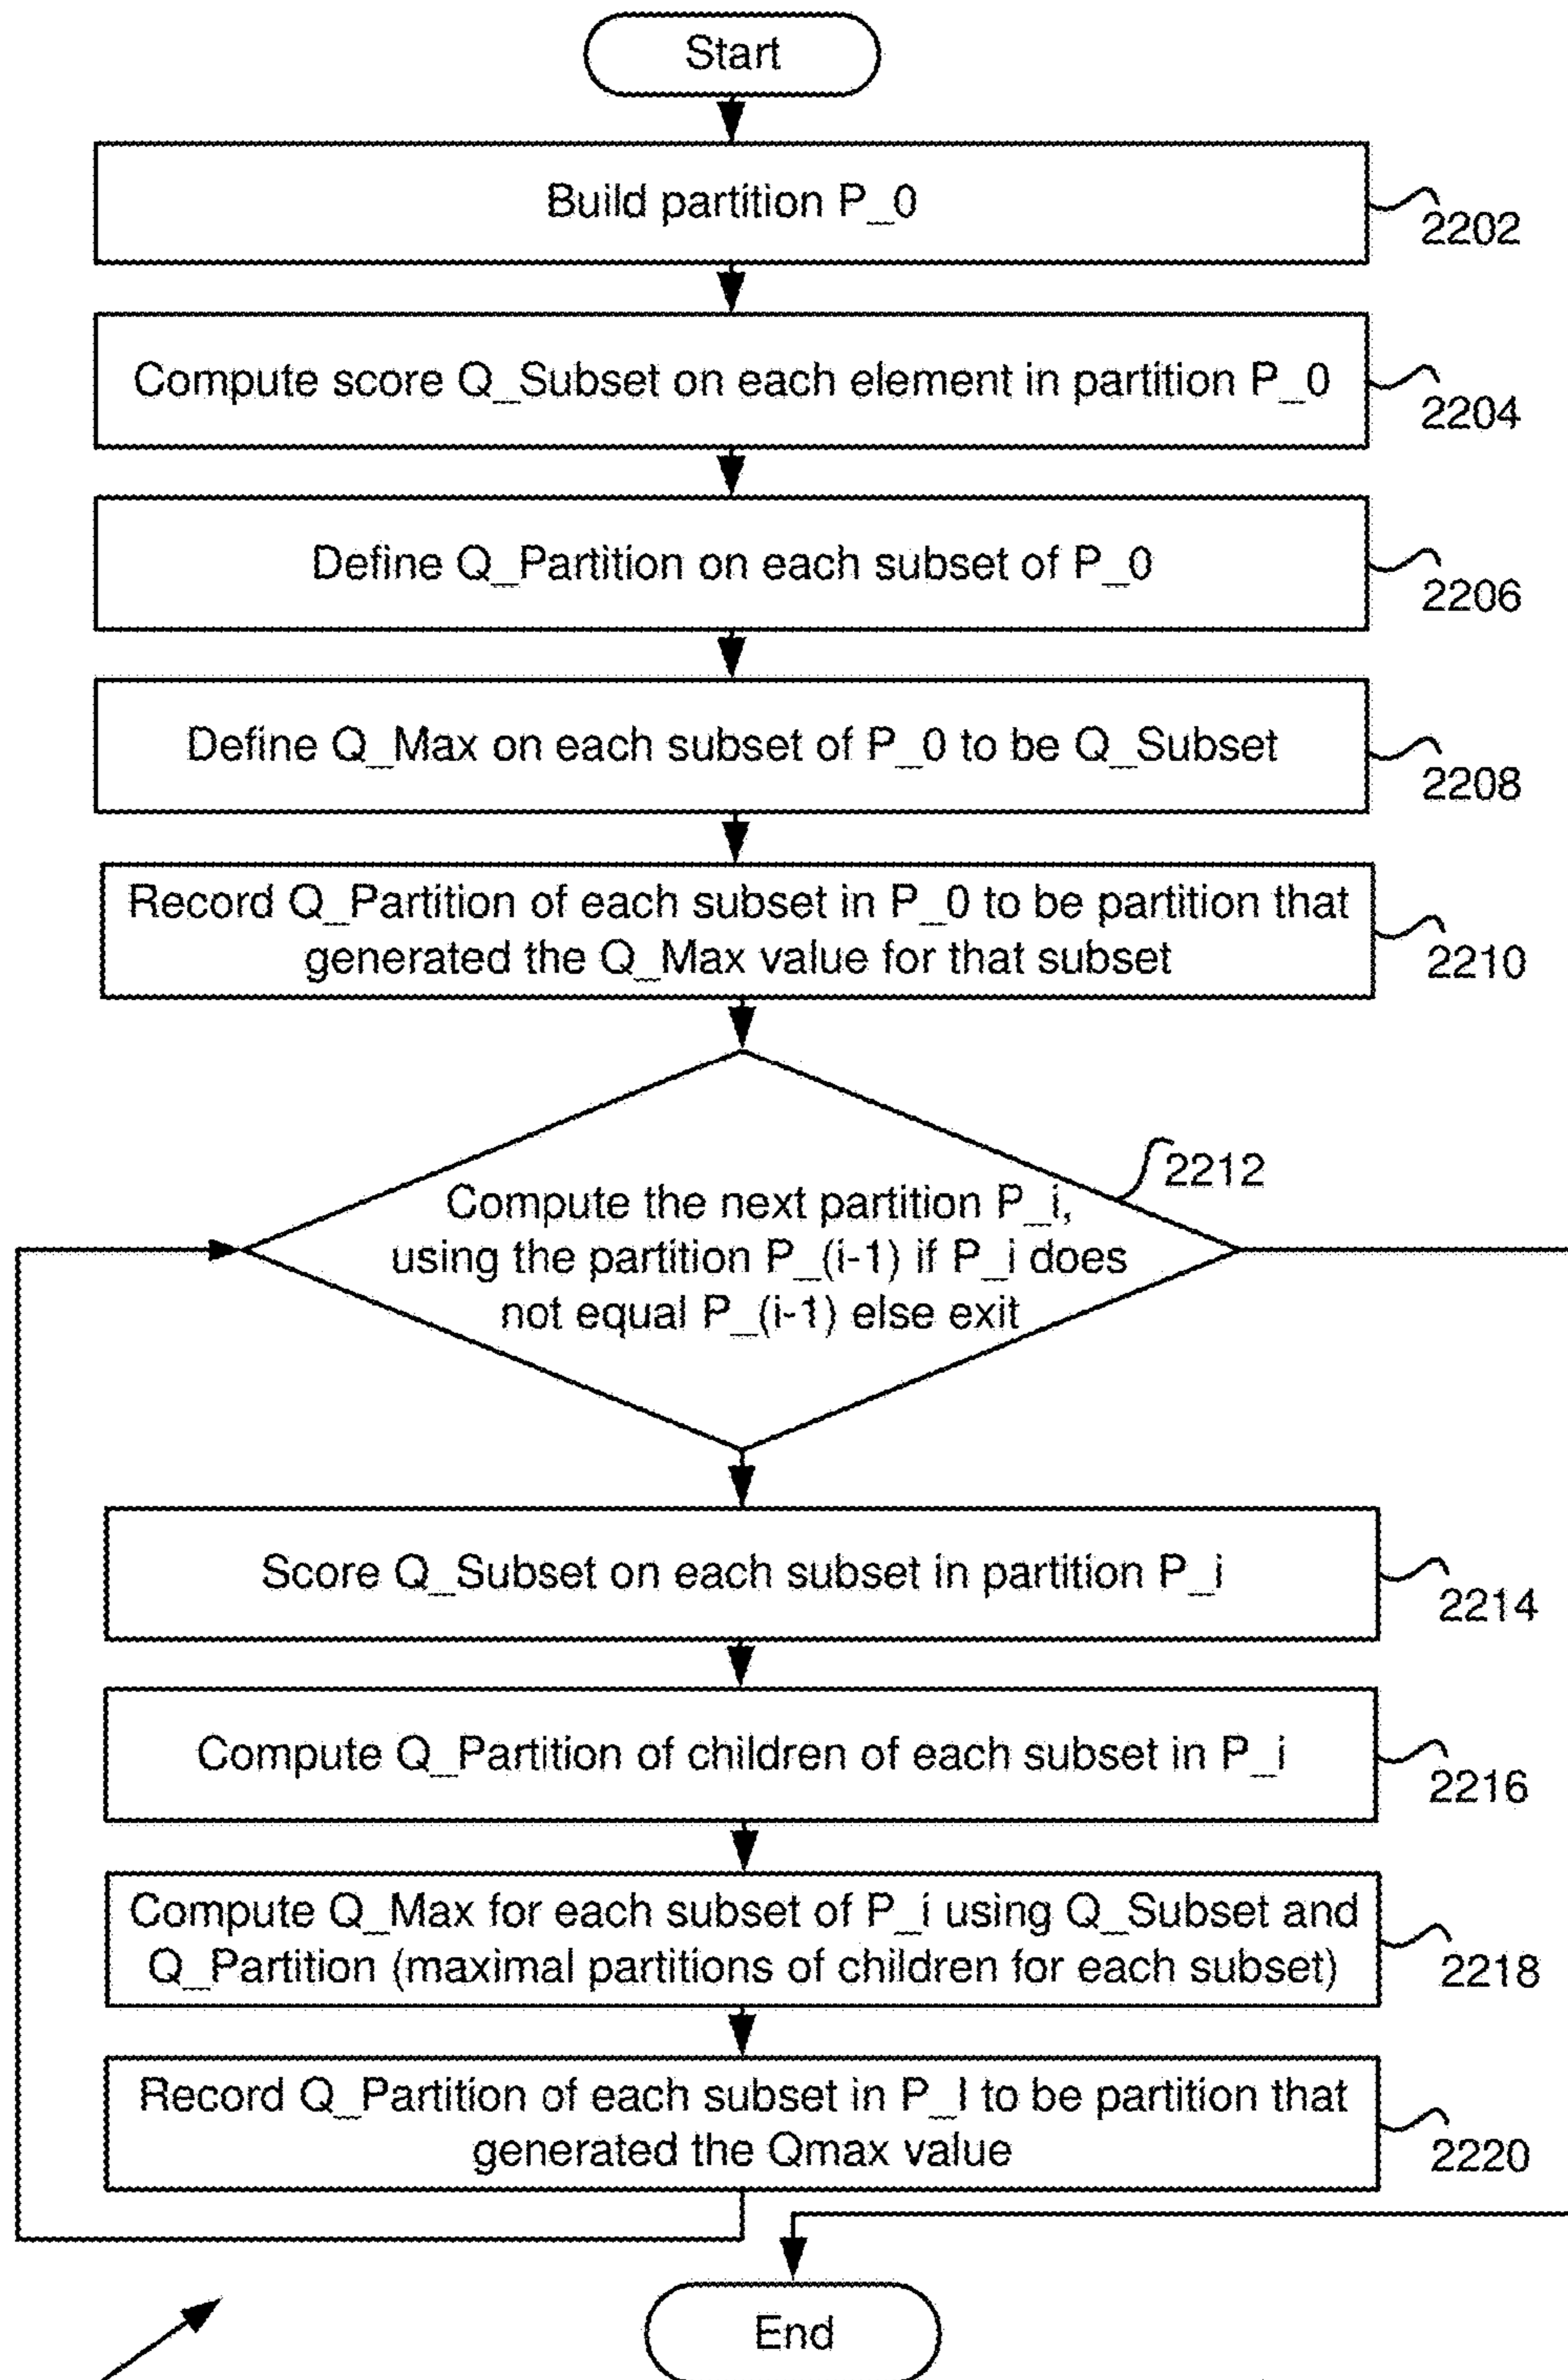 Start
Build partition P_0
2202
Compute score Q_Subset on each element in partition P_0
2204
Define Q_Partition on each subset of P_0
2206
Define Q_Max on each subset of P_0 to be Q_Subset
2208
Record Q_Partition of each subset in P_0 to be partition that
generated the Q_Max value for that subset
2210
2212
Compute the next partition P_i,
using the partition P_(i-1) if P_i does
not equal P_(i-1) else exit
Score Q_Subset on each subset in partition P_i
2214
Compute Q_Partition of children of each subset in P_i
2216
Compute Q_Max for each subset of P_i using Q_Subset and
Q_Partition (maximal partitions of children for each subset)
2218
Record Q_Partition of each subset in P_I to be partition that
generated the Qmax value
2220
End